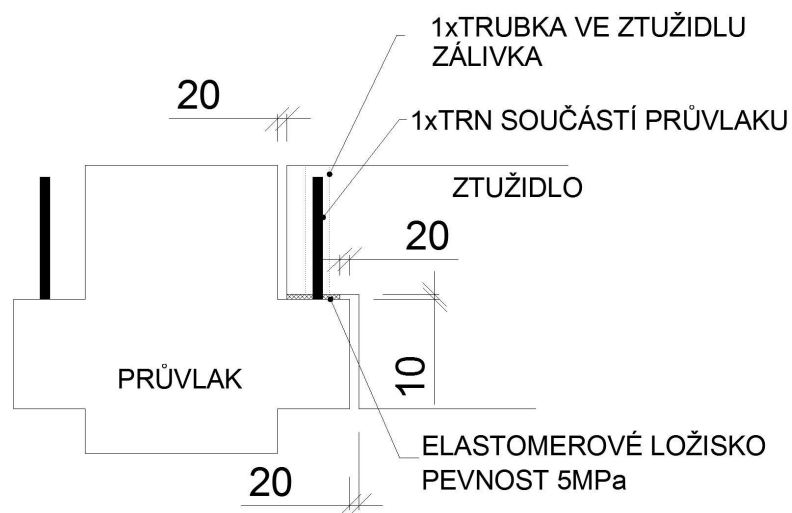 1xTRUBKA VE ZTUŽIDLU
ZÁLIVKA
20
1xTRN SOUČÁSTÍ PRŮVLAKU
ZTUŽIDLO
20
PRŮVLAK
10
ELASTOMEROVÉ LOŽISKO
PEVNOST 5MPa
20